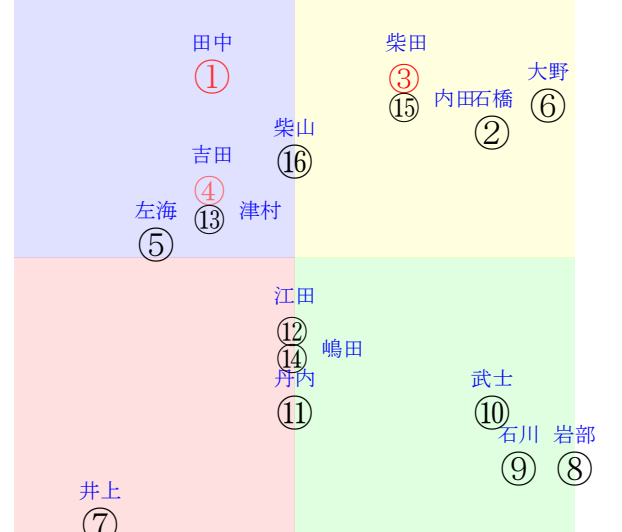 田中
①
柴田
③
⑮ 内田
石橋
②
大野
⑥
柴山
⑯
吉田
④
⑬ 津村
左海
⑤
江田
⑫
⑭ 嶋田
丹内
⑪
武士
⑩
石川
⑨
岩部
⑧
井上
⑦